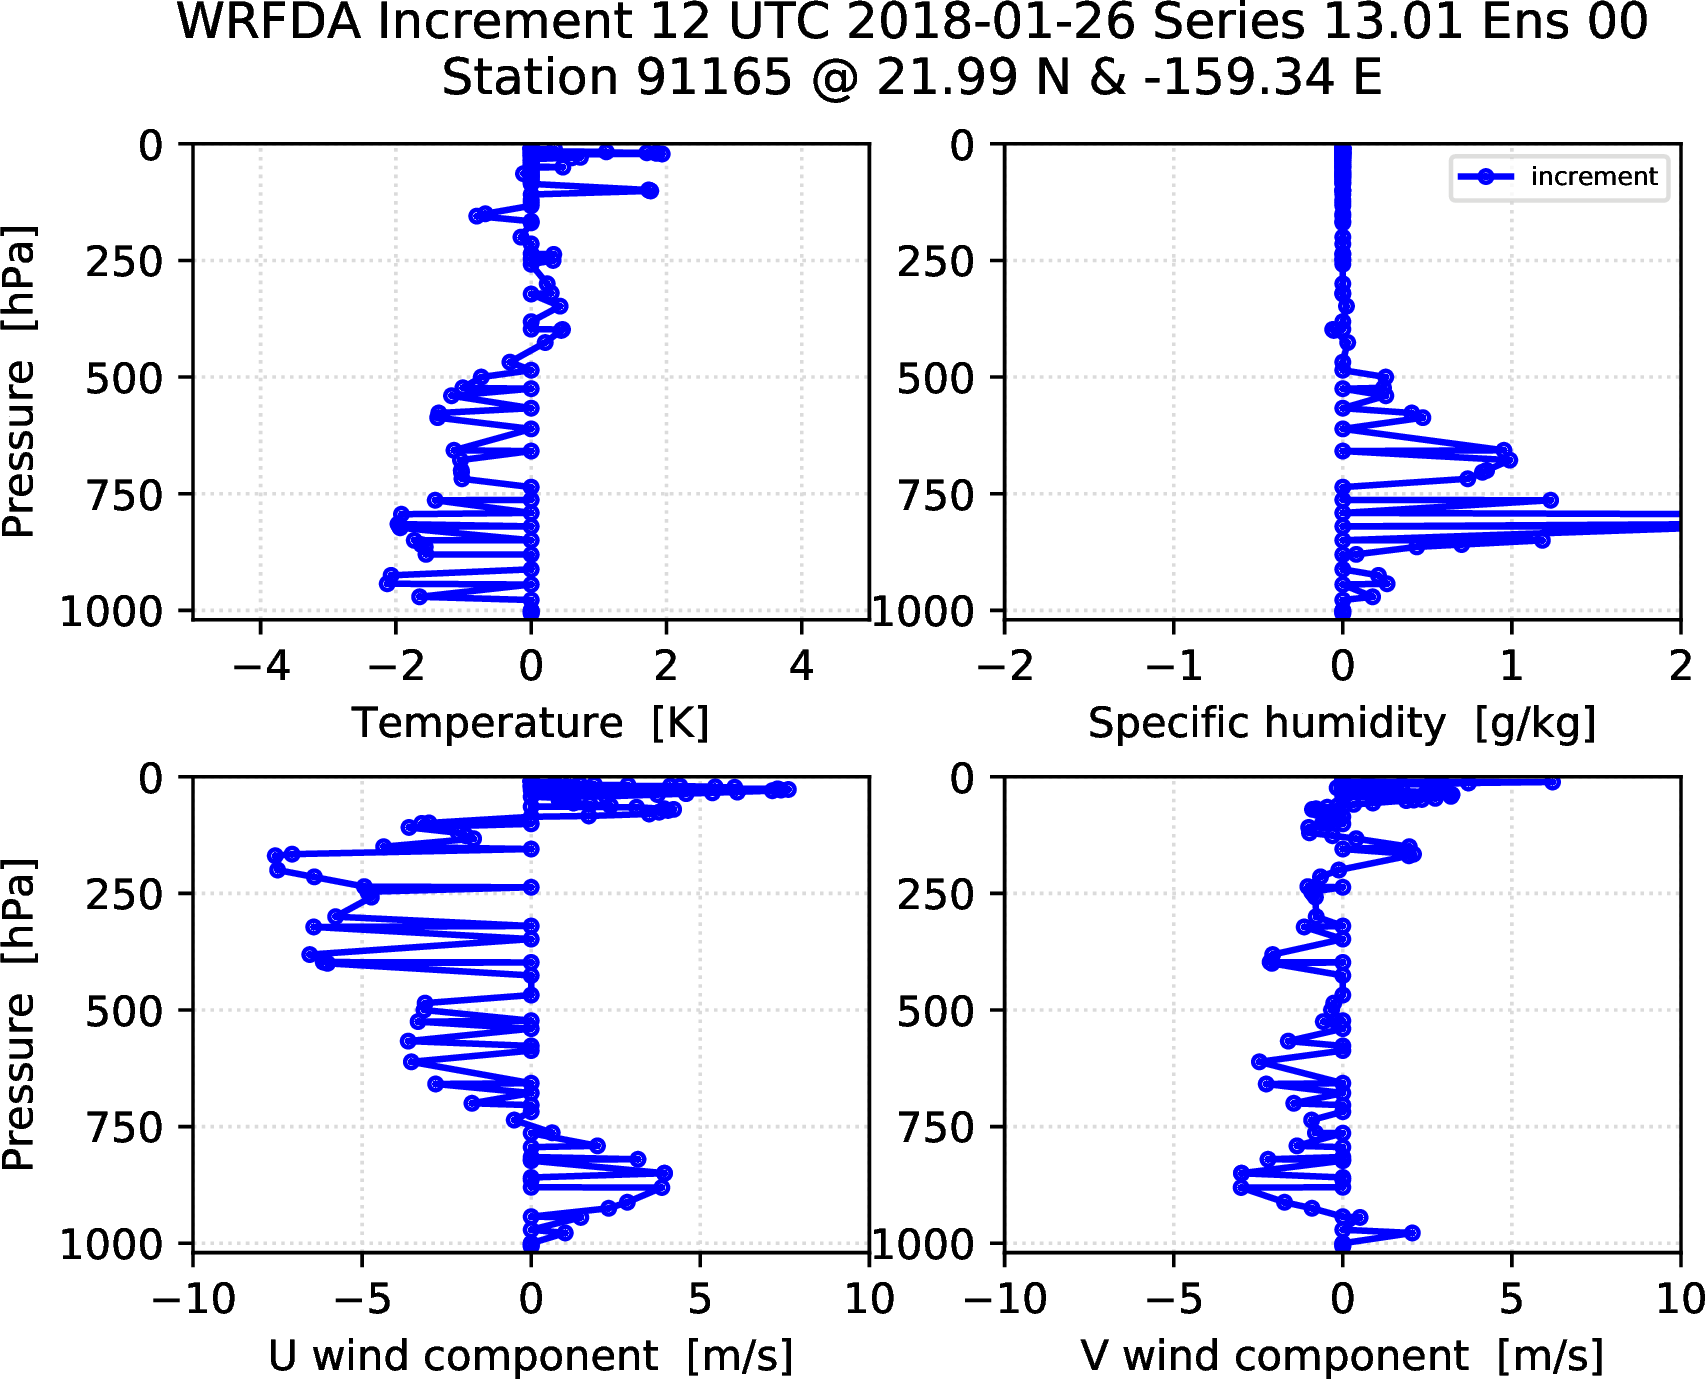 WRFDA Increment 12 UTC 2018-01-26 Series 13.01 Ens 00
Station 91165 @ 21.99 N & -159.34 E
0
250
500
750
1000
Pressure [hPa]
−4 −2 0 2 4
Temperature [K]
0
250
500
750
1000
increment
−2 −1 0 1 2
Specific humidity [g/kg]
0
250
500
750
1000
Pressure [hPa]
−10 −5 0 5 10
U wind component [m/s]
0
250
500
750
1000
−10 −5 0 5 10
V wind component [m/s]